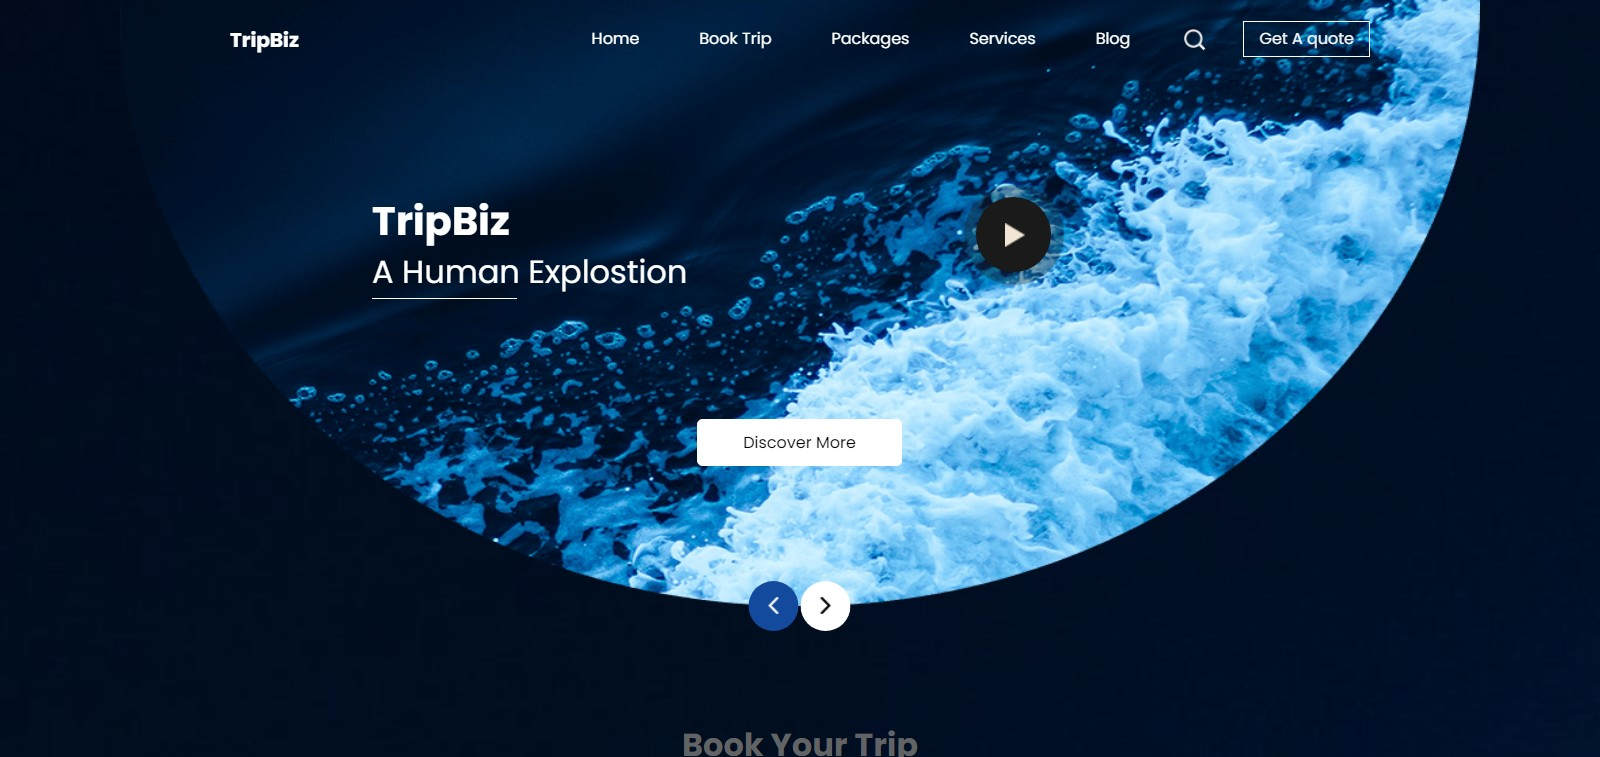 TripBiz
Home
Book Trip
Packages
Services
Blog
Get A quote
TripBiz
A Human Explostion
Discover More
Book Your Trip